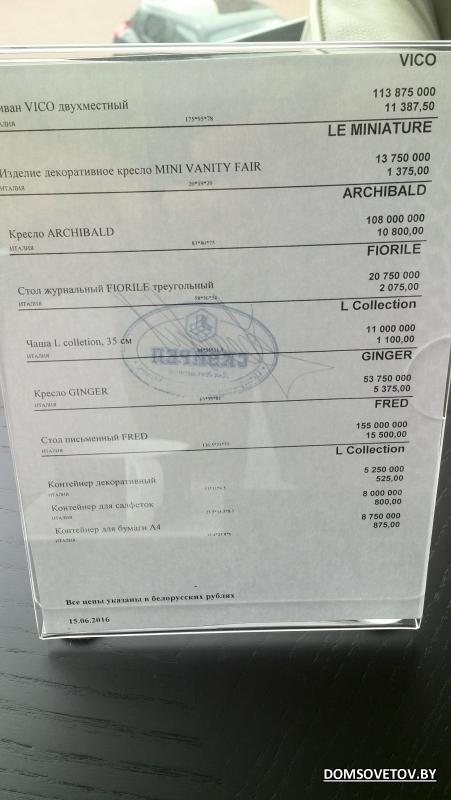 VICO
иван VICO двухместный 113 875 000
175*95*78 11 387,50
LE MINIATURE
Изделие декоративное кресло MINI VANITY FAIR 13 750 000
ИТАЛИЯ 1 375,00
ARCHIBALD
Кресло ARCHIBALD 108 000 000
ИТАЛИЯ 10 800,00
FIORILE
Стол журнальный FIORILE треугольный 20 750 000
ИТАЛИЯ 2 075,00
L Collection
Чаша L colletion, 35 см 11 000 000
ИТАЛИЯ 1 100,00
GINGER
Кресло GINGER 53 750 000
ИТАЛИЯ 5 375,00
FRED
Стол письменный FRED 155 000 000
ИТАЛИЯ 15 500,00
L Collection
Контейнер декоративный 5 250 000
ИТАЛИЯ 525,00
Контейнер для салфеток 8 000 000
ИТАЛИЯ 800,00
Контейнер для бумаги А4 8 750 000
ИТАЛИЯ 875,00
Все цены указаны в белорусских рублях
15.06.2016
DOMSOVETOV.BY